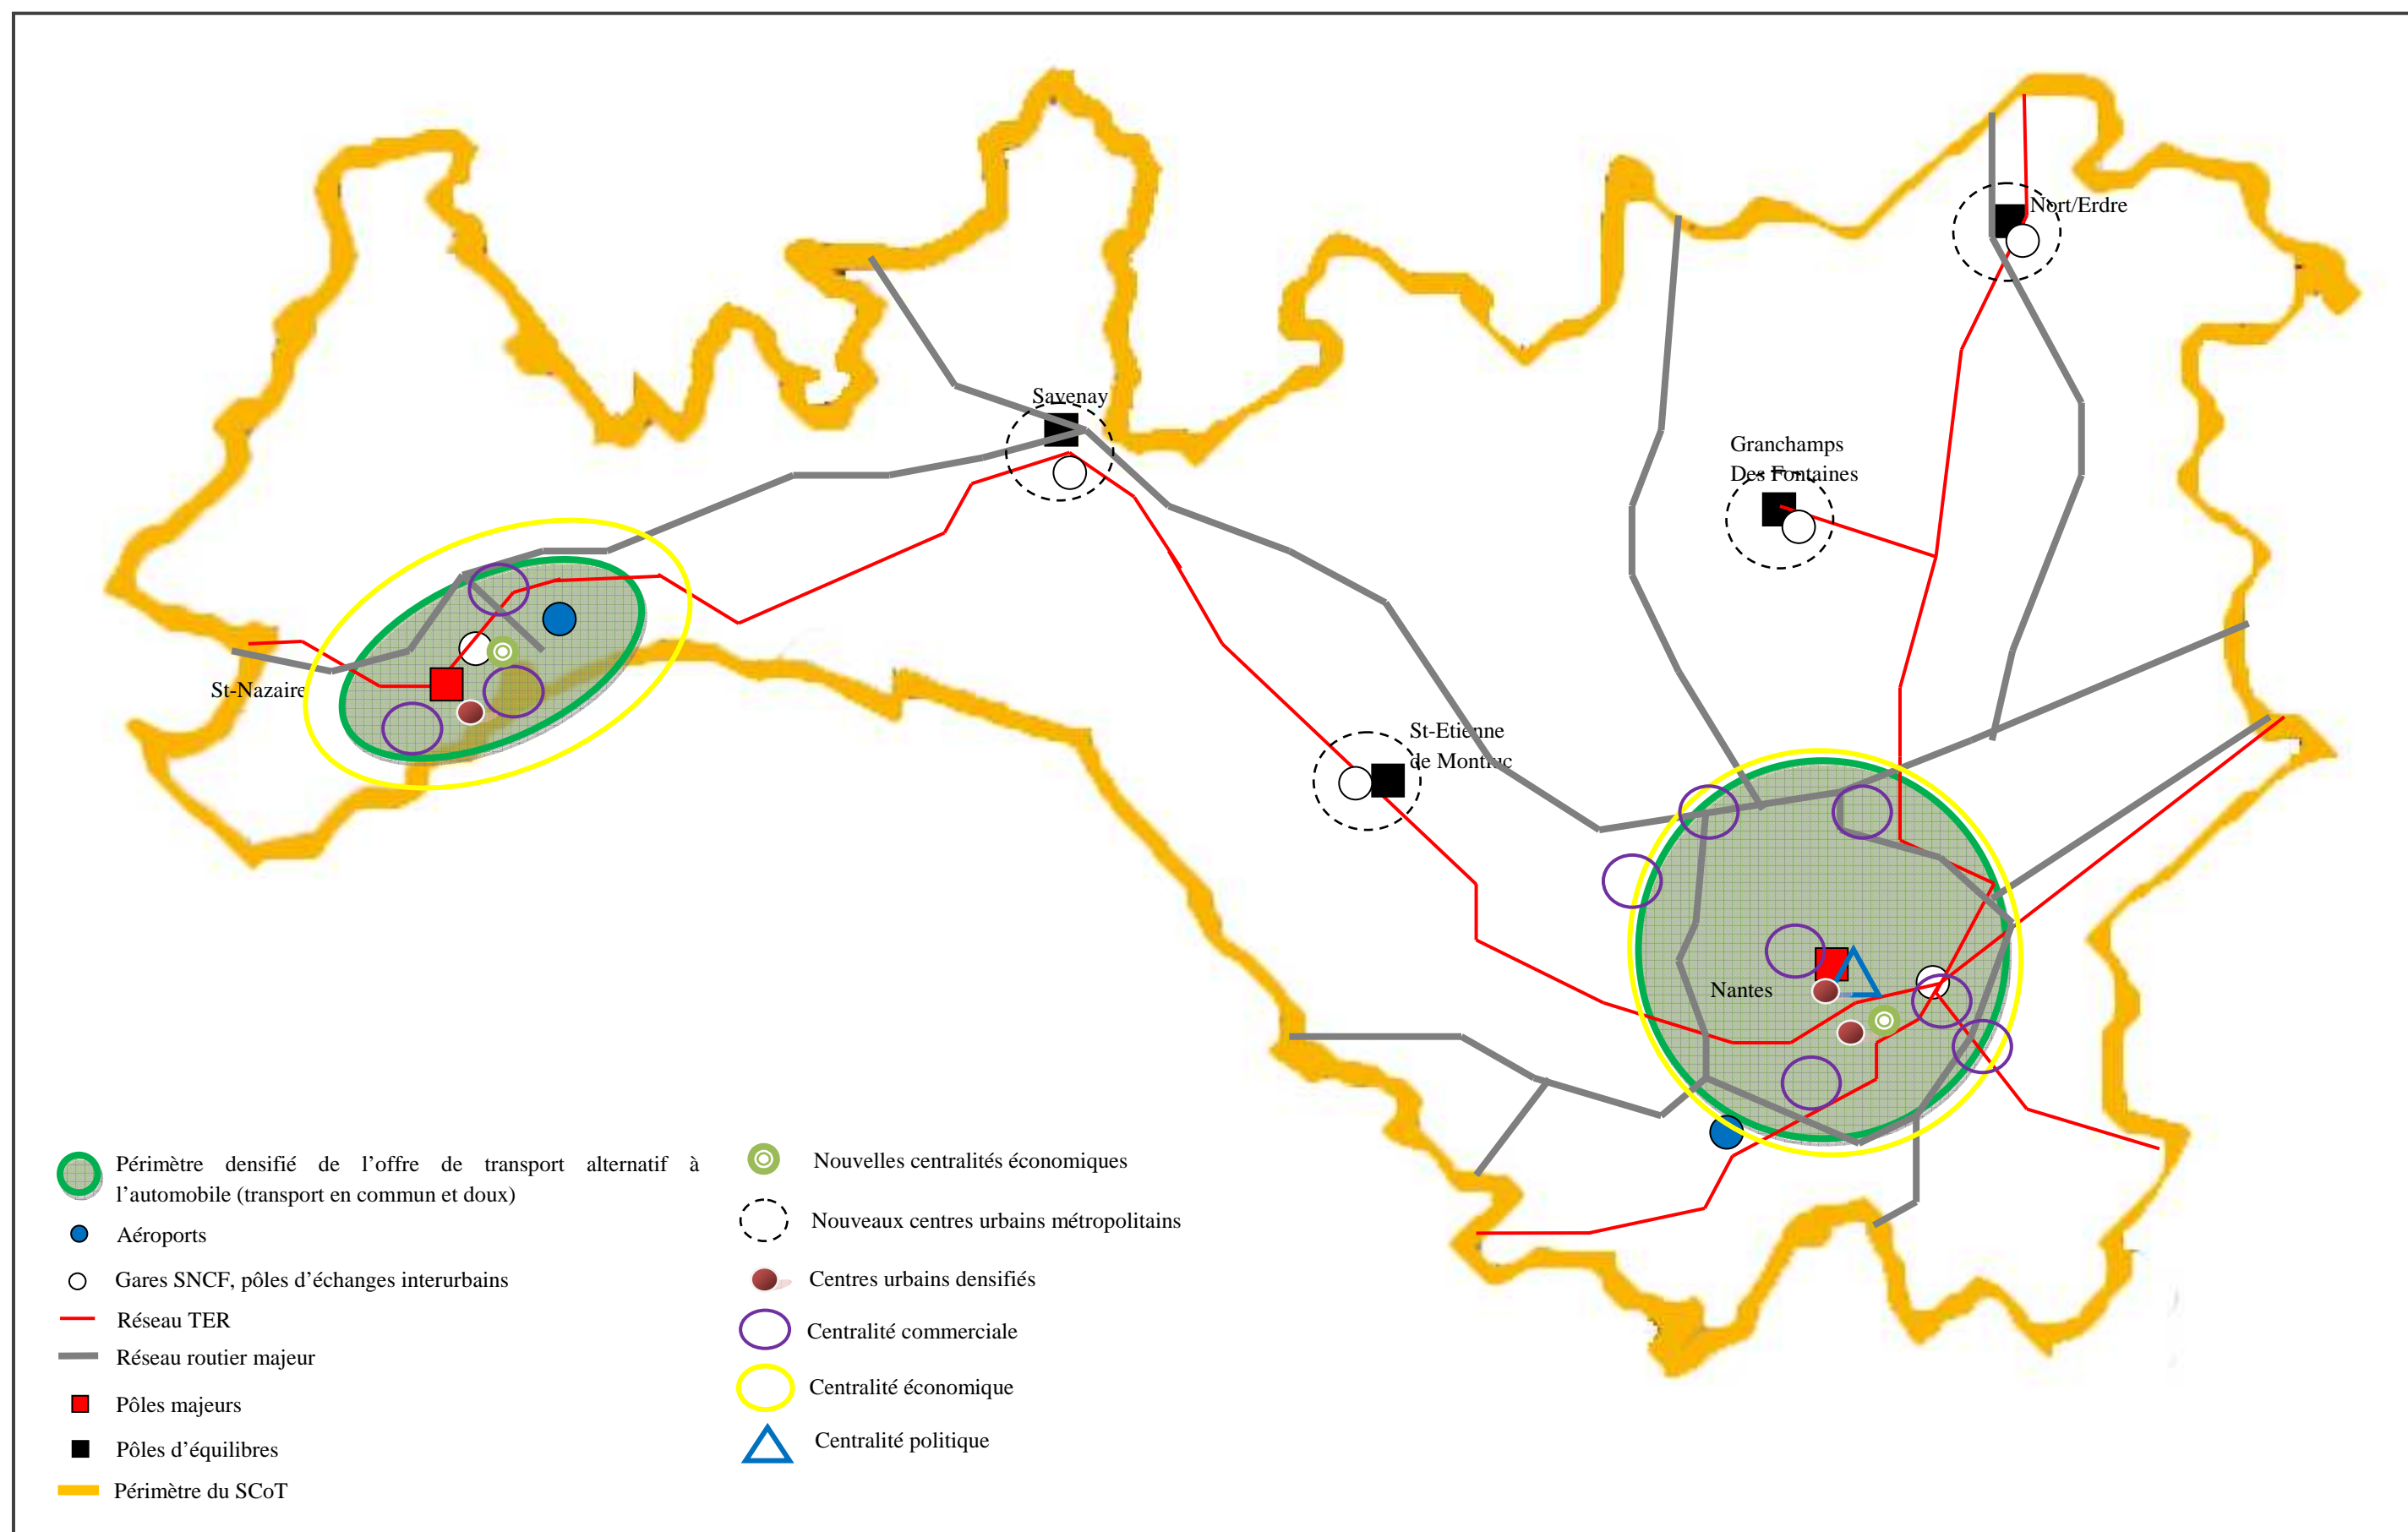 Nort/Erdre
Savenay
Granchamps
Des Fontaines
St-Nazaire
St-Etienne
de Montluc
Nantes
Périmètre densifié de l’offre de transport alternatif à
l’automobile (transport en commun et doux)
Aéroports
Gares SNCF, pôles d’échanges interurbains
Réseau TER
Réseau routier majeur
Pôles majeurs
Pôles d’équilibres
Périmètre du SCoT
Nouvelles centralités économiques
Nouveaux centres urbains métropolitains
Centres urbains densifiés
Centralité commerciale
Centralité économique
Centralité politique